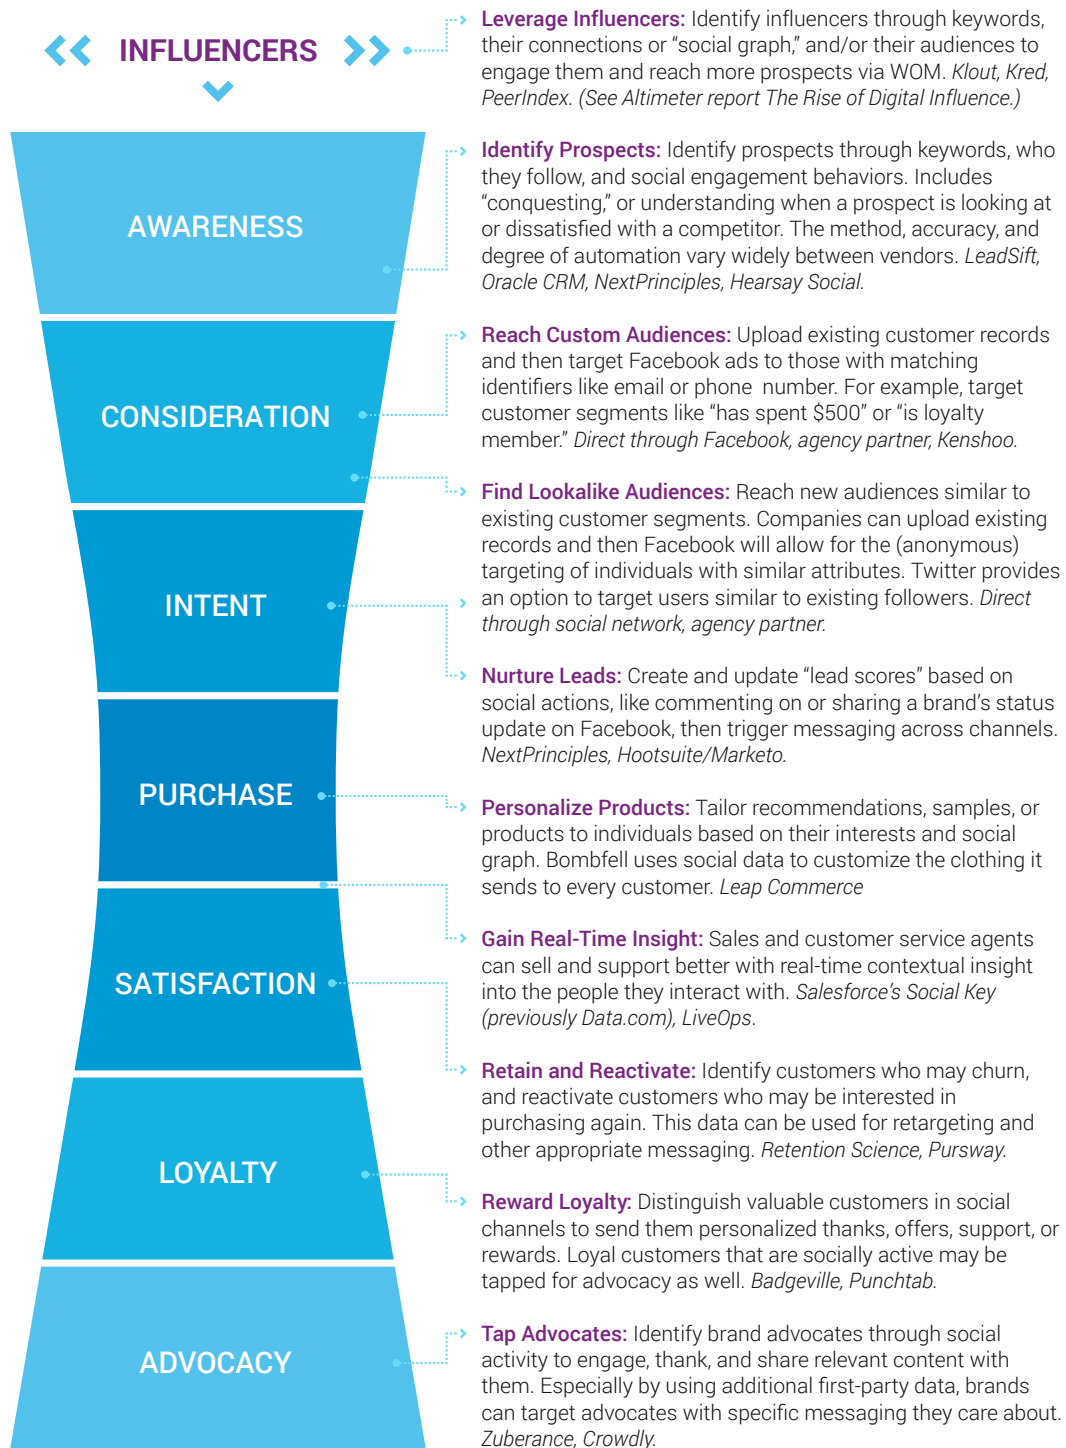 INFLUENCERS
Leverage Influencers: Identify influencers through keywords,
their connections or “social graph,” and/or their audiences to
engage them and reach more prospects via WOM. Klout, Kred,
PeerIndex. (See Altimeter report The Rise of Digital Influence.)
AWARENESS
Identify Prospects: Identify prospects through keywords, who
they follow, and social engagement behaviors. Includes
“conquesting,” or understanding when a prospect is looking at
or dissatisfied with a competitor. The method, accuracy, and
degree of automation vary widely between vendors. LeadSift,
Oracle CRM, NextPrinciples, Hearsay Social.
CONSIDERATION
Reach Custom Audiences: Upload existing customer records
and then target Facebook ads to those with matching
identifiers like email or phone  number. For example, target
customer segments like “has spent $500” or “is loyalty
member.” Direct through Facebook, agency partner, Kenshoo.
Find Lookalike Audiences: Reach new audiences similar to
existing customer segments. Companies can upload existing
records and then Facebook will allow for the (anonymous)
targeting of individuals with similar attributes. Twitter provides
an option to target users similar to existing followers. Direct
through social network, agency partner.
INTENT
Nurture Leads: Create and update “lead scores” based on
social actions, like commenting on or sharing a brand’s status
update on Facebook, then trigger messaging across channels.
NextPrinciples, Hootsuite/Marketo.
PURCHASE
Personalize Products: Tailor recommendations, samples, or
products to individuals based on their interests and social
graph. Bombfell uses social data to customize the clothing it
sends to every customer. Leap Commerce
Gain Real-Time Insight: Sales and customer service agents
can sell and support better with real-time contextual insight
into the people they interact with. Salesforce’s Social Key
(previously Data.com), LiveOps.
SATISFACTION
Retain and Reactivate: Identify customers who may churn,
and reactivate customers who may be interested in
purchasing again. This data can be used for retargeting and
other appropriate messaging. Retention Science, Pursway.
LOYALTY
Reward Loyalty: Distinguish valuable customers in social
channels to send them personalized thanks, offers, support, or
rewards. Loyal customers that are socially active may be
tapped for advocacy as well. Badgeville, Punchtab.
ADVOCACY
Tap Advocates: Identify brand advocates through social
activity to engage, thank, and share relevant content with
them. Especially by using additional first-party data, brands
can target advocates with specific messaging they care about.
Zuberance, Crowdly.